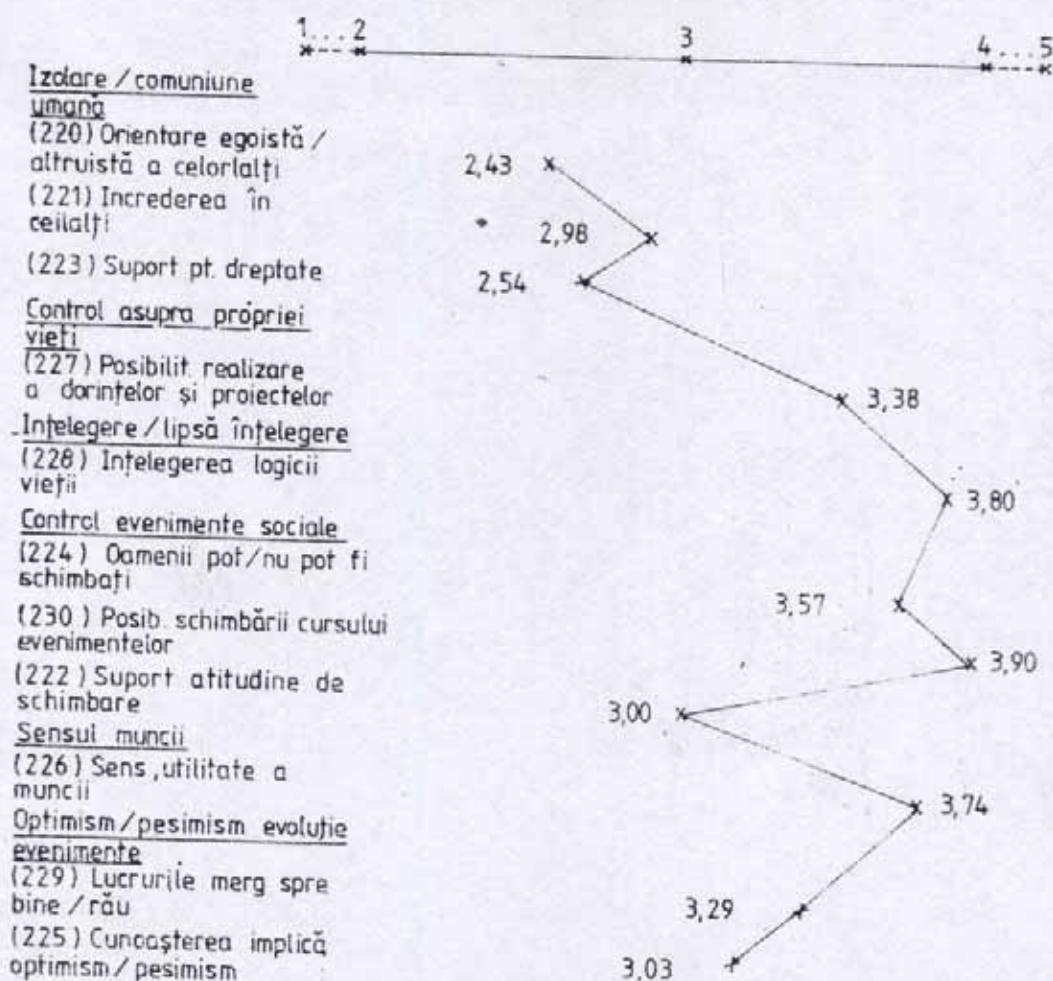 1...2 3 4...5
Izolare / comuniune
umană
(220) Orientare egoistă /
altruistă a celorlalți 2,43
(221) Increderea în
ceilalți 2,98
(223) Suport pt. dreptate 2,54
Control asupra propriei
vieți
(227) Posibilit. realizare
a dorințelor și proiectelor 3,38
Ințelegere / lipsă înțelegere
(228) Ințelegerea logicii
vieții 3,80
Control evenimente sociale
(224) Oamenii pot/nu pot fi
schimbați 3,57
(230) Posib. schimbării cursului
evenimentelor 3,90
(222) Suport atitudine de
schimbare 3,00
Sensul muncii
(226) Sens, utilitate a
muncii 3,74
Optimism/pesimism evoluție
evenimente
(229) Lucrurile merg spre
bine / rău 3,29
(225) Cunoașterea implică
optimism / pesimism 3,03